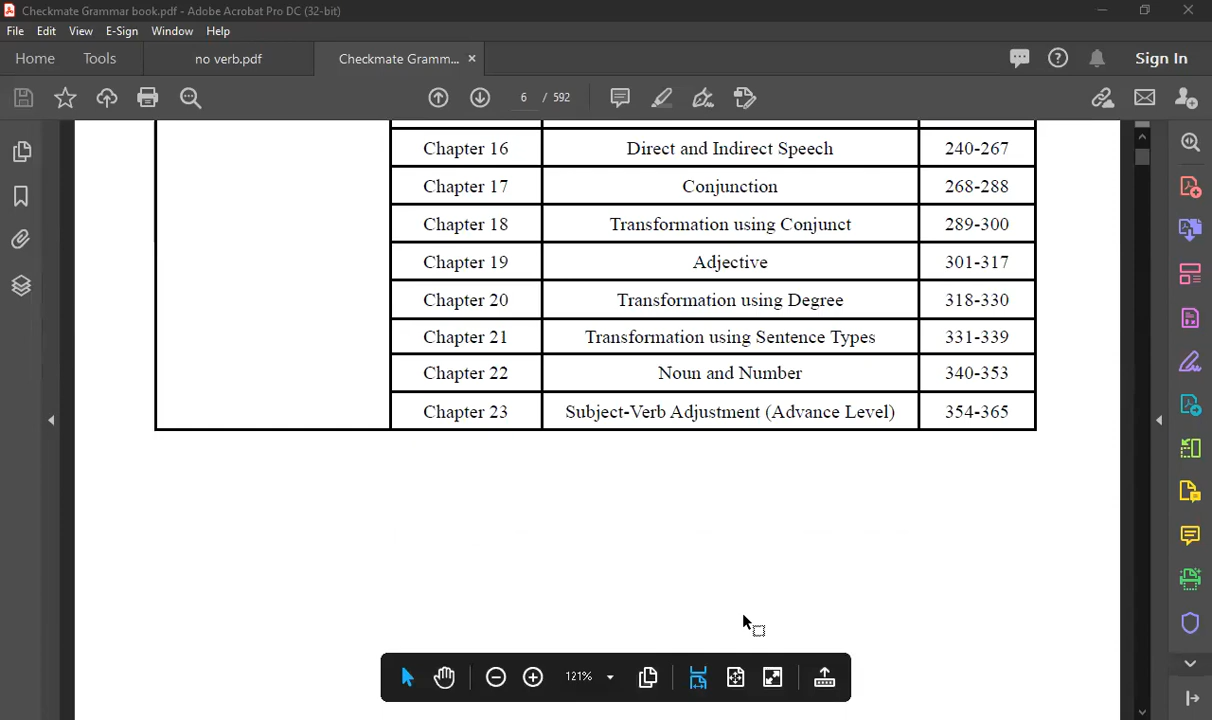 Checkmate Grammar book.pdf - Adobe Acrobat Pro DC (32-bit)
File Edit View E-Sign Window Help
Home Tools no verb.pdf Checkmate Gramm... × Sign In
6 / 592
Chapter 16 Direct and Indirect Speech 240-267
Chapter 17 Conjunction 268-288
Chapter 18 Transformation using Conjunct 289-300
Chapter 19 Adjective 301-317
Chapter 20 Transformation using Degree 318-330
Chapter 21 Transformation using Sentence Types 331-339
Chapter 22 Noun and Number 340-353
Chapter 23 Subject-Verb Adjustment (Advance Level) 354-365
121%